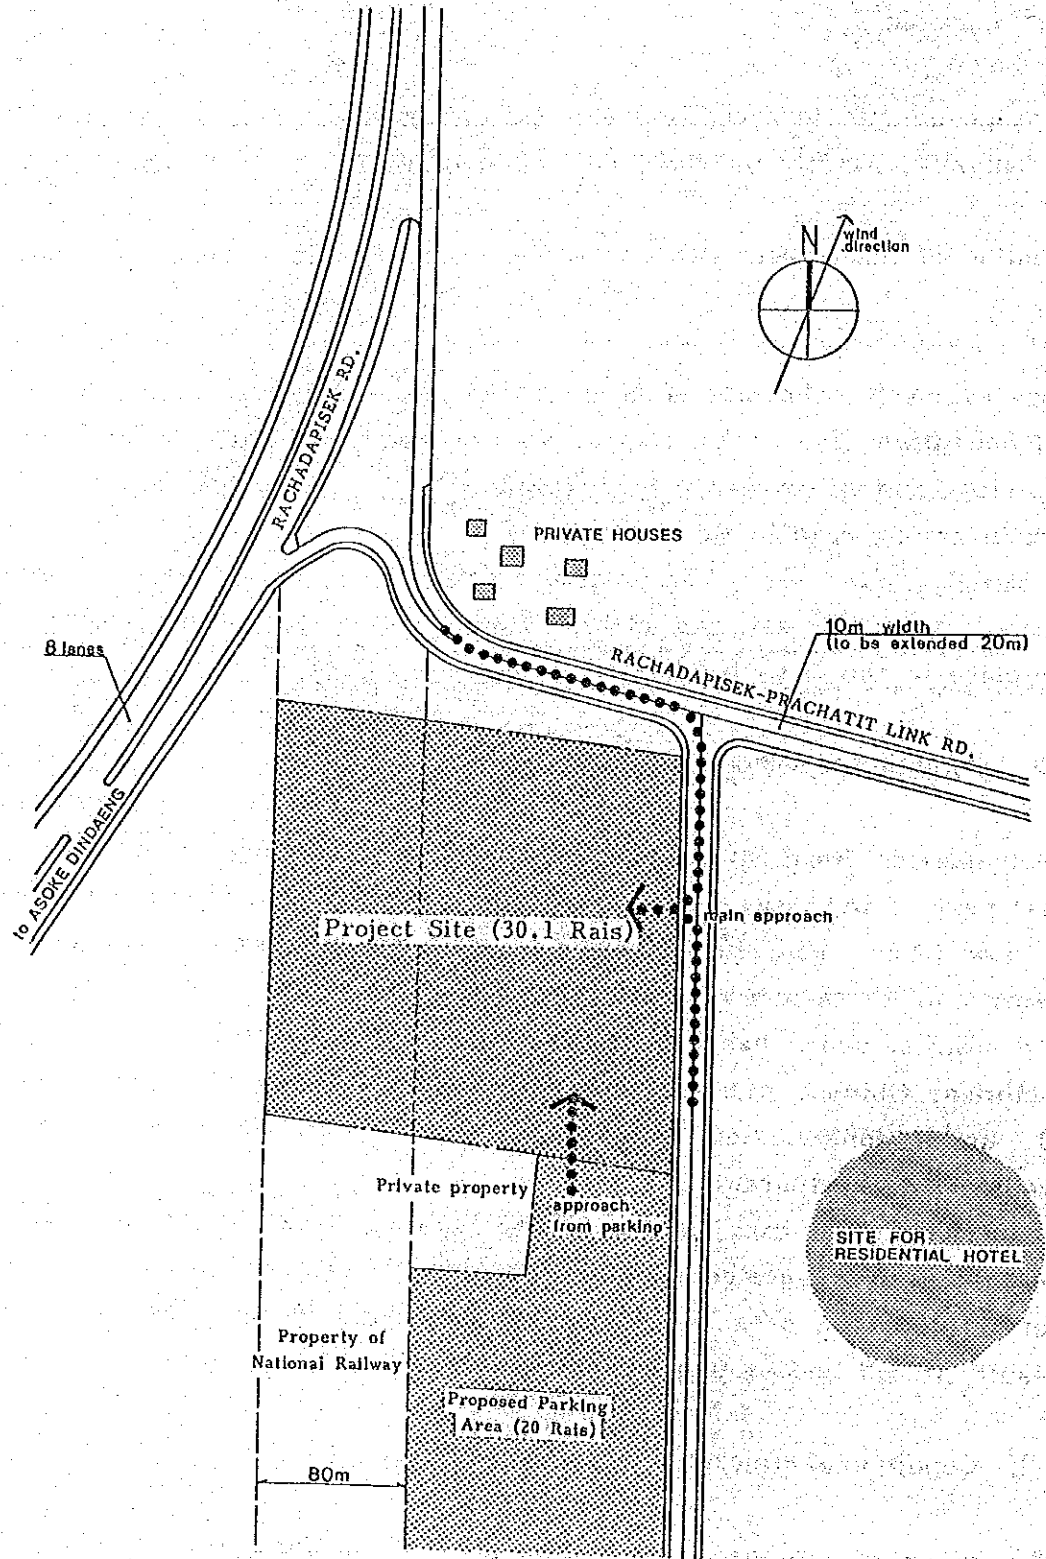 N
wind
direction
RACHADAPISEK RD.
PRIVATE HOUSES
8 lanes
10m width
(to be extended 20m)
RACHADAPISEK-PRACHATIT LINK RD.
to ASOKE DINDAENG
Project Site (30.1 Rais)
main approach
Private property
approach
from parking
SITE FOR
RESIDENTIAL HOTEL
Property of
National Railway
Proposed Parking
Area (20 Rais)
80m